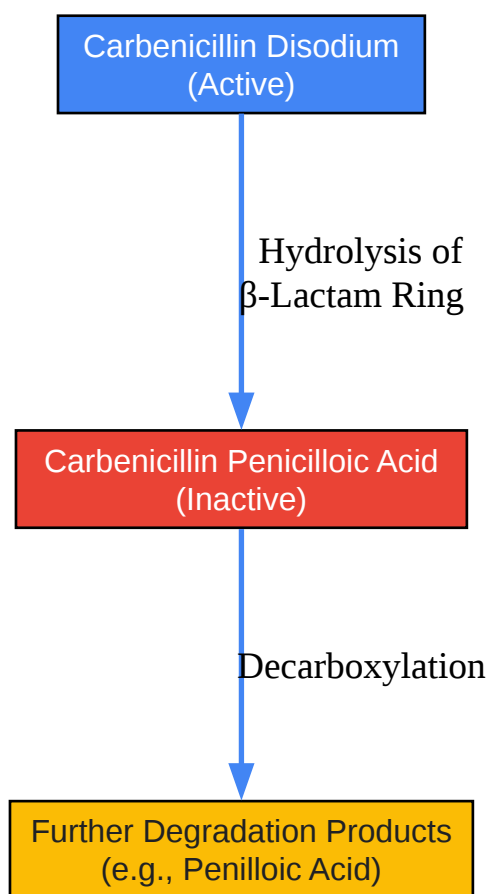 Carbenicillin Disodium
(Active)
Hydrolysis of
β-Lactam Ring
Carbenicillin Penicilloic Acid
(Inactive)
Decarboxylation
Further Degradation Products
(e.g., Penilloic Acid)